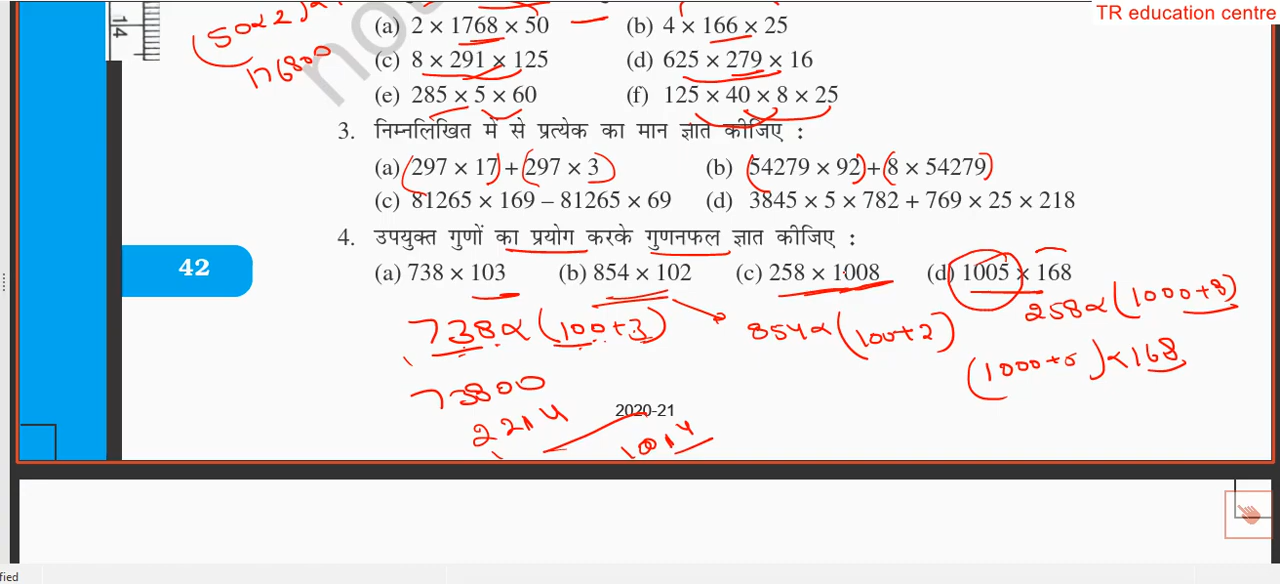 TR education centre
14
(50×2)
(a) 2 × 1768 × 50 (b) 4 × 166 × 25
176800
(c) 8 × 291 × 125 (d) 625 × 279 × 16
(e) 285 × 5 × 60 (f) 125 × 40 × 8 × 25
3. निम्नलिखित में से प्रत्येक का मान ज्ञात कीजिए :
(a) 297 × 17 + 297 × 3 (b) 54279 × 92 + 8 × 54279
(c) 81265 × 169 – 81265 × 69 (d) 3845 × 5 × 782 + 769 × 25 × 218
4. उपयुक्त गुणों का प्रयोग करके गुणनफल ज्ञात कीजिए :
42
(a) 738 × 103 (b) 854 × 102 (c) 258 × 1008 (d) 1005 × 168
258×(1000+8)
738×(100+3) 854×(100+2)
(1000+5)×168
73800
2020-21
2214